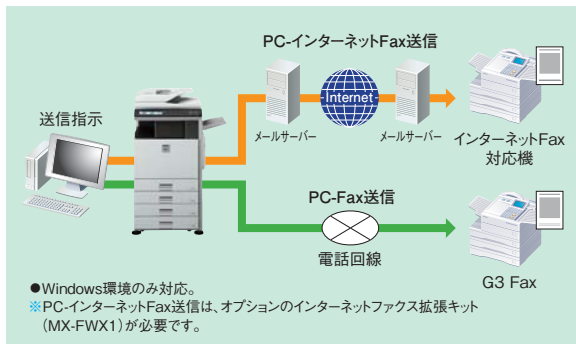 PC-インターネットFax送信
送信指示
Internet
メールサーバー
メールサーバー
インターネットFax
対応機
PC-Fax送信
電話回線
G3 Fax
●Windows環境のみ対応。
※PC-インターネットFax送信は、オプションのインターネットファクス拡張キット
(MX-FWX1)が必要です。